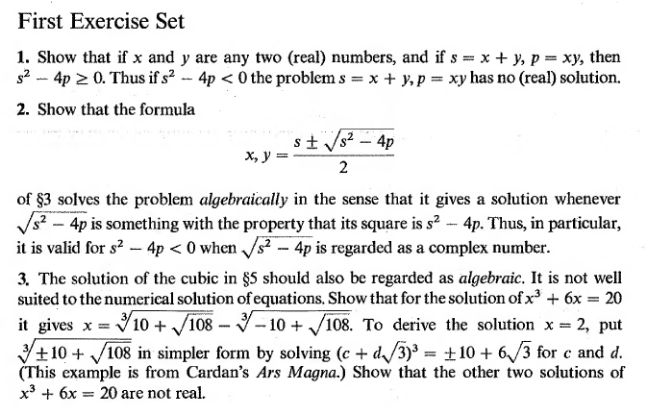 First Exercise Set
1. Show that if x and y are any two (real) numbers, and if s = x + y, p = xy, then
s² − 4p ≥ 0. Thus if s² − 4p < 0 the problem s = x + y, p = xy has no (real) solution.
2. Show that the formula
x, y = (s ± √(s² − 4p)) / 2
of §3 solves the problem algebraically in the sense that it gives a solution whenever
√(s² − 4p) is something with the property that its square is s² − 4p. Thus, in particular,
it is valid for s² − 4p < 0 when √(s² − 4p) is regarded as a complex number.
3. The solution of the cubic in §5 should also be regarded as algebraic. It is not well
suited to the numerical solution of equations. Show that for the solution of x³ + 6x = 20
it gives x = ∛(10 + √108) − ∛(−10 + √108). To derive the solution x = 2, put
∛(±10 + √108) in simpler form by solving (c + d√3)³ = ±10 + 6√3 for c and d.
(This example is from Cardan's Ars Magna.) Show that the other two solutions of
x³ + 6x = 20 are not real.